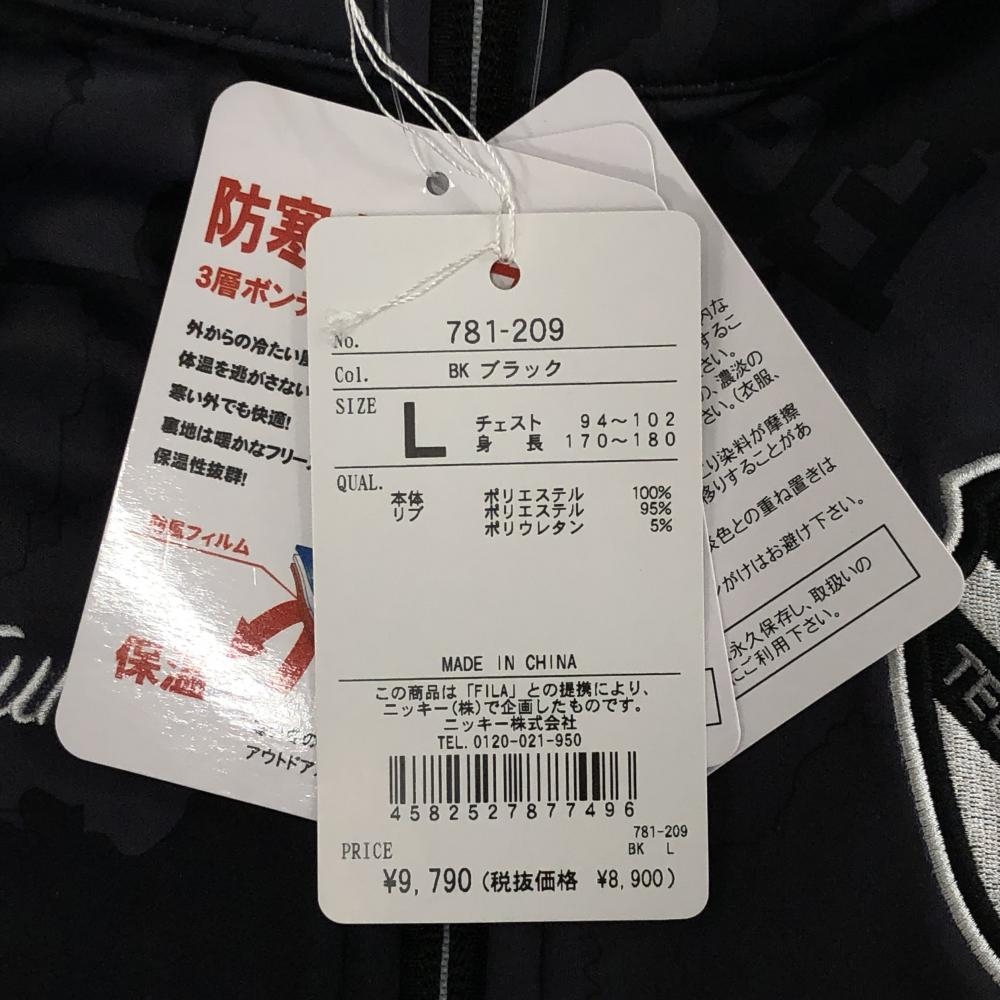 防寒
3層ボンデ
外からの冷たい
体温を逃がさない
寒い外でも快適!
裏地は暖かなフリー
保温性抜群!
防風フィルム
保温
アウトドア
No. 781-209
Col. BK ブラック
SIZE L チェスト 94〜102
身長 170〜180
QUAL.
本体 ポリエステル 100%
リブ ポリエステル 95%
ポリウレタン 5%
MADE IN CHINA
この商品は「FILA」との提携により、
ニッキー(株)で企画したものです。
ニッキー株式会社
TEL. 0120-021-950
4582527877496
781-209
BK L
PRICE
¥9,790 (税抜価格 ¥8,900)
内な
するこ
さい。
の、濃淡の
さい。(衣服、
より染料が摩擦
移りすることがあ
淡色との重ね置きは
がけはお避け下さい。
永久保存し、取扱いの
にご利用下さい。
TE